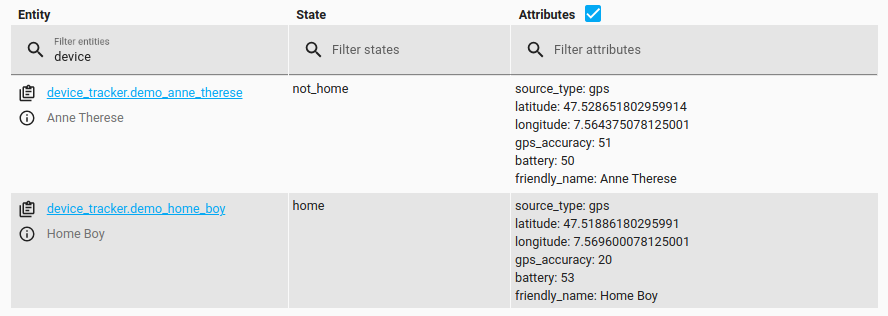 Entity State Attributes
Filter entities
device
Filter states
Filter attributes
device_tracker.demo_anne_therese
Anne Therese
not_home
source_type: gps
latitude: 47.528651802959914
longitude: 7.564375078125001
gps_accuracy: 51
battery: 50
friendly_name: Anne Therese
device_tracker.demo_home_boy
Home Boy
home
source_type: gps
latitude: 47.51886180295991
longitude: 7.569600078125001
gps_accuracy: 20
battery: 53
friendly_name: Home Boy